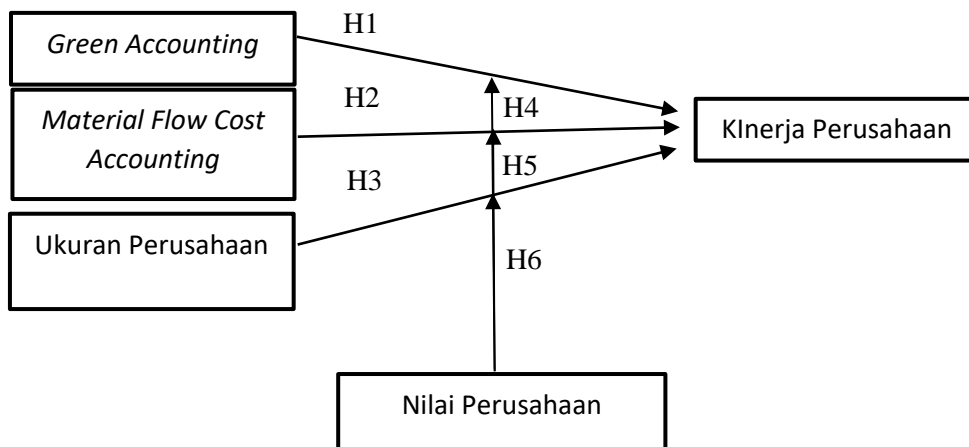 Green Accounting
H1
H2
Material Flow Cost
Accounting
H4
KInerja Perusahaan
H3
H5
Ukuran Perusahaan
H6
Nilai Perusahaan